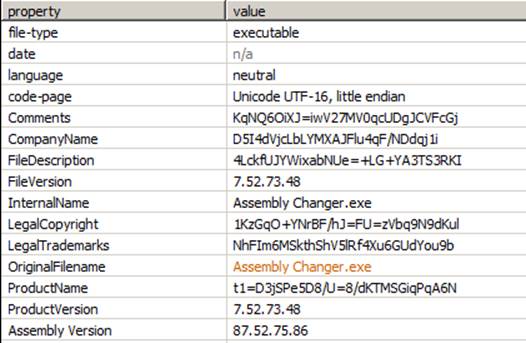 property value
file-type executable
date n/a
language neutral
code-page Unicode UTF-16, little endian
Comments KqNQ6OiXJ=iwV27MV0qcUDgJCVFcGj
CompanyName D5I4dVjcLbLYMXAJFlu4qF/NDdqj1i
FileDescription 4LckfUJYWixabNUe=+LG+YA3TS3RKI
FileVersion 7.52.73.48
InternalName Assembly Changer.exe
LegalCopyright 1KzGqO+YNrBF/hJ=FU=zVbq9N9dKul
LegalTrademarks NhFIm6MSkthShV5lRf4Xu6GUdYou9b
OriginalFilename Assembly Changer.exe
ProductName t1=D3jSPe5D8/U=8/dKTMSGiqPqA6N
ProductVersion 7.52.73.48
Assembly Version 87.52.75.86